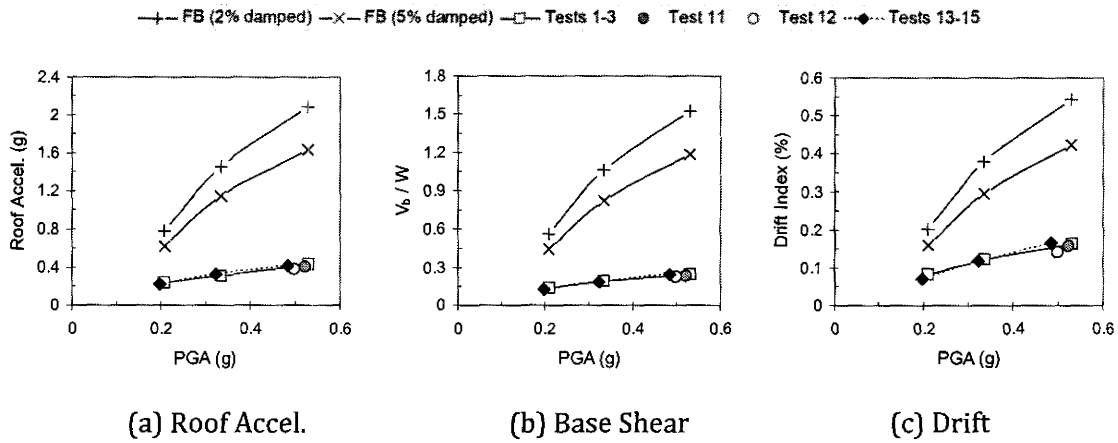 FB (2% damped) FB (5% damped) Tests 1-3 Test 11 Test 12 Tests 13-15
Roof Accel. (g)
2.4
2
1.6
1.2
0.8
0.4
0
0 0.2 0.4 0.6
PGA (g)
(a) Roof Accel.
Vb / W
1.8
1.5
1.2
0.9
0.6
0.3
0
0 0.2 0.4 0.6
PGA (g)
(b) Base Shear
Drift Index (%)
0.6
0.5
0.4
0.3
0.2
0.1
0
0 0.2 0.4 0.6
PGA (g)
(c) Drift